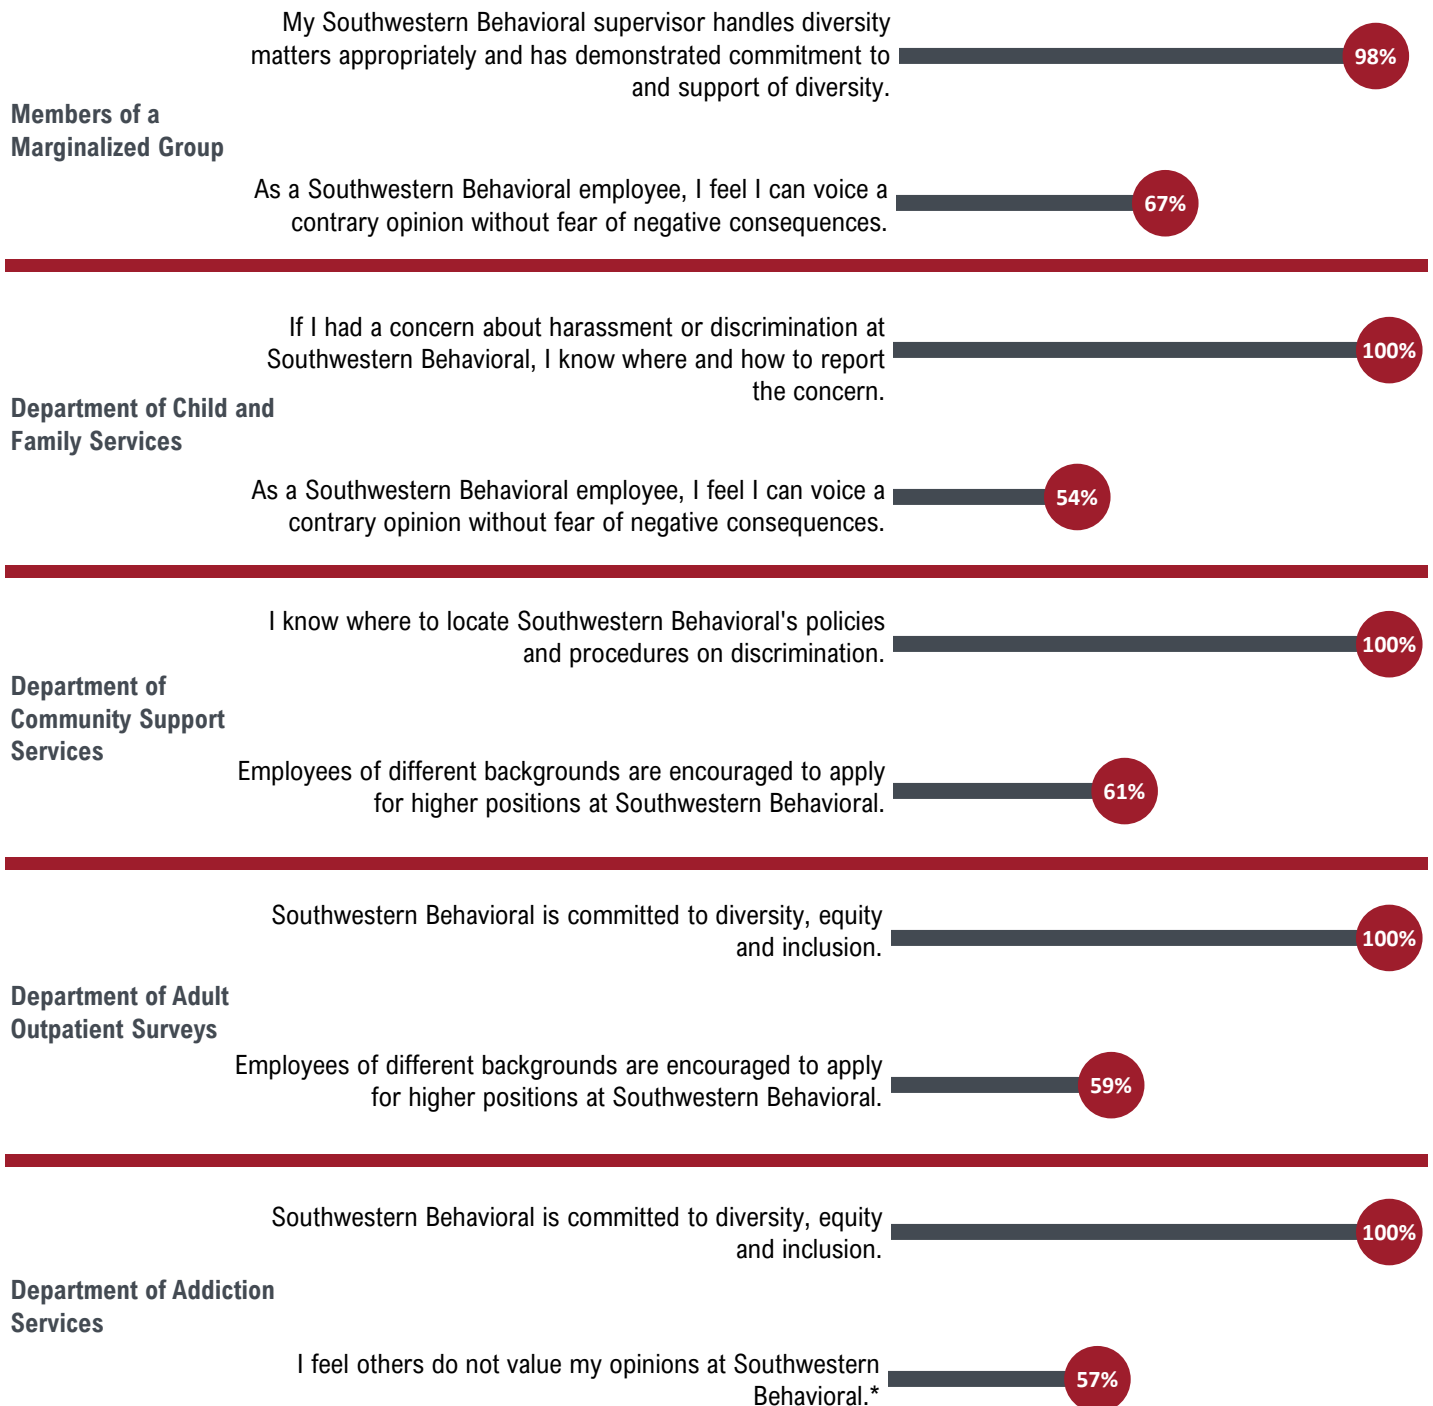 My Southwestern Behavioral supervisor handles diversity
matters appropriately and has demonstrated commitment to
and support of diversity.
98%
Members of a
Marginalized Group
As a Southwestern Behavioral employee, I feel I can voice a
contrary opinion without fear of negative consequences.
67%
If I had a concern about harassment or discrimination at
Southwestern Behavioral, I know where and how to report
the concern.
100%
Department of Child and
Family Services
As a Southwestern Behavioral employee, I feel I can voice a
contrary opinion without fear of negative consequences.
54%
I know where to locate Southwestern Behavioral's policies
and procedures on discrimination.
100%
Department of
Community Support
Services
Employees of different backgrounds are encouraged to apply
for higher positions at Southwestern Behavioral.
61%
Southwestern Behavioral is committed to diversity, equity
and inclusion.
100%
Department of Adult
Outpatient Surveys
Employees of different backgrounds are encouraged to apply
for higher positions at Southwestern Behavioral.
59%
Southwestern Behavioral is committed to diversity, equity
and inclusion.
100%
Department of Addiction
Services
I feel others do not value my opinions at Southwestern
Behavioral.*
57%